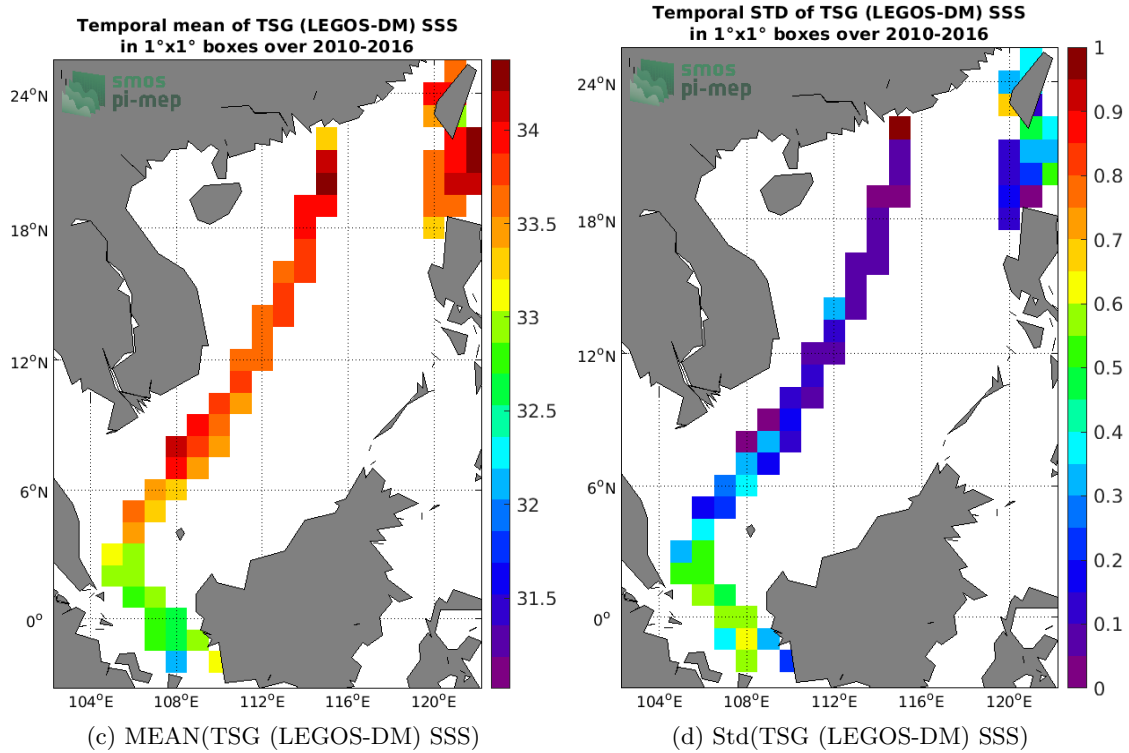 Temporal mean of TSG (LEGOS-DM) SSS
in 1°x1° boxes over 2010-2016
smos
pi-mep
24°N
18°N
12°N
6°N
0°
104°E
108°E
112°E
116°E
120°E
34
33.5
33
32.5
32
31.5
(c) MEAN(TSG (LEGOS-DM) SSS)
Temporal STD of TSG (LEGOS-DM) SSS
in 1°x1° boxes over 2010-2016
smos
pi-mep
24°N
18°N
12°N
6°N
0°
104°E
108°E
112°E
116°E
120°E
1
0.9
0.8
0.7
0.6
0.5
0.4
0.3
0.2
0.1
0
(d) Std(TSG (LEGOS-DM) SSS)